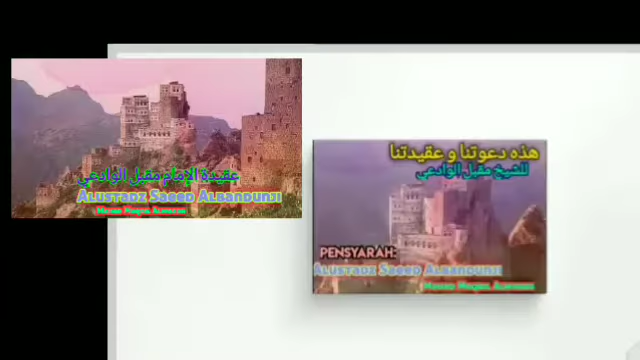 عقيدة الإمام مقبل الوادعي
ALUSTADZ SAEED ALBANDUNJI
هذه دعوتنا و عقيدتنا
للشيخ مقبل الوادعي
PENSYARAH:
ALUSTADZ SAEED ALBANDUNJI